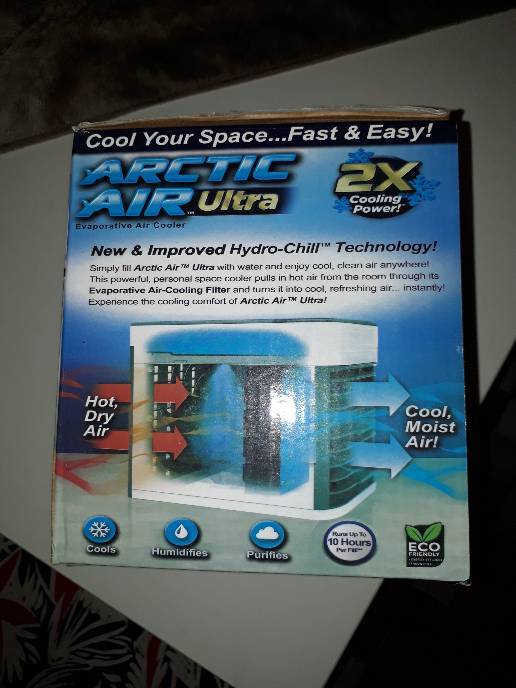 Cool Your Space...Fast & Easy!
ARCTIC
AIR™ Ultra
Evaporative Air Cooler
2X
Cooling
Power!
New & Improved Hydro-Chill™ Technology!
Simply fill Arctic Air™ Ultra with water and enjoy cool, clean air anywhere!
This powerful, personal space cooler pulls in hot air from the room through its
Evaporative Air-Cooling Filter and turns it into cool, refreshing air... instantly!
Experience the cooling comfort of Arctic Air™ Ultra!
Hot,
Dry
Air
Cool,
Moist
Air!
Cools
Humidifies
Purifies
Runs Up To
10 Hours
Per Fill**
ECO
FRIENDLY